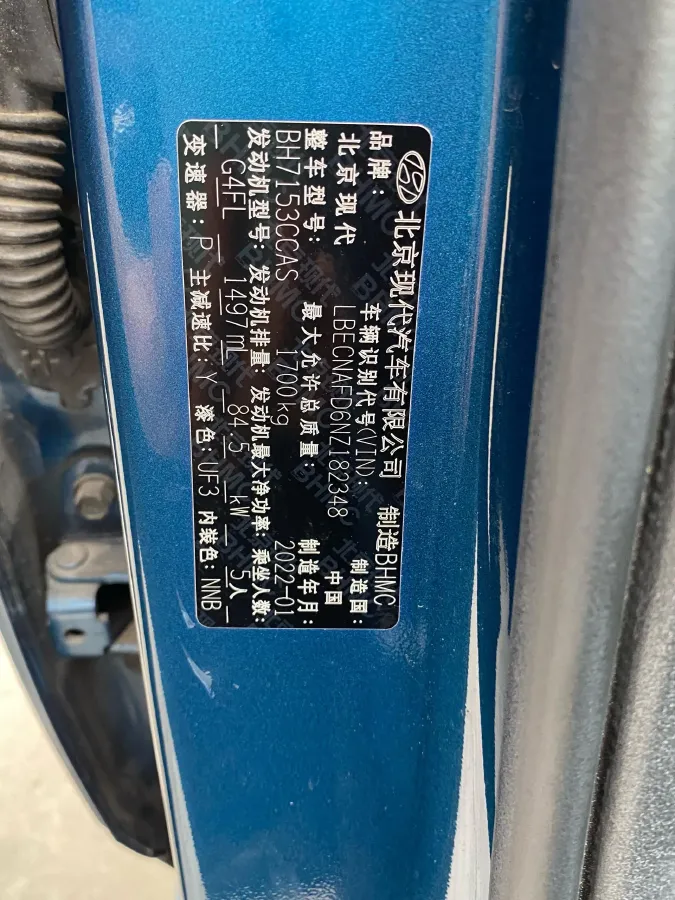 北京现代汽车有限公司 制造BHMC
品牌: 车辆识别代号(VIN): 制造国:
北京现代 LBECNAFD6NZ182348 中国
整车型号: 最大允许总质量: 制造年月:
BH7153CCAS 1700kg 2022-01
发动机型号: 发动机排量: 发动机最大净功率: 乘坐人数:
G4FL 1497mL 84.5 kW 5人
变速器: P 主减速比: Y 漆色: UF3 内装色: NNB